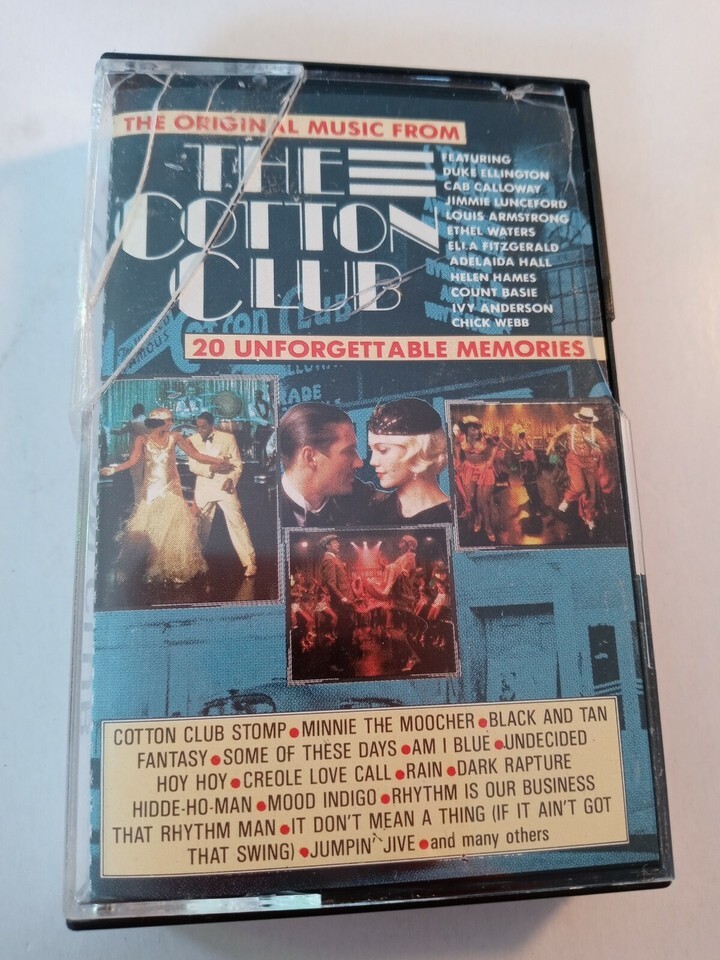 THE ORIGINAL MUSIC FROM
THE
COTTON
CLUB
FEATURING
DUKE ELLINGTON
CAB CALLOWAY
JIMMIE LUNCEFORD
LOUIS ARMSTRONG
ETHEL WATERS
ELLA FITZGERALD
ADELAIDA HALL
HELEN HAMES
COUNT BASIE
IVY ANDERSON
CHICK WEBB
20 UNFORGETTABLE MEMORIES
Cotton Club
COTTON CLUB STOMP • MINNIE THE MOOCHER • BLACK AND TAN
FANTASY • SOME OF THESE DAYS • AM I BLUE • UNDECIDED
HOY HOY • CREOLE LOVE CALL • RAIN • DARK RAPTURE
HIDDE-HO-MAN • MOOD INDIGO • RHYTHM IS OUR BUSINESS
THAT RHYTHM MAN • IT DON'T MEAN A THING (IF IT AIN'T GOT
THAT SWING) • JUMPIN' JIVE • and many others